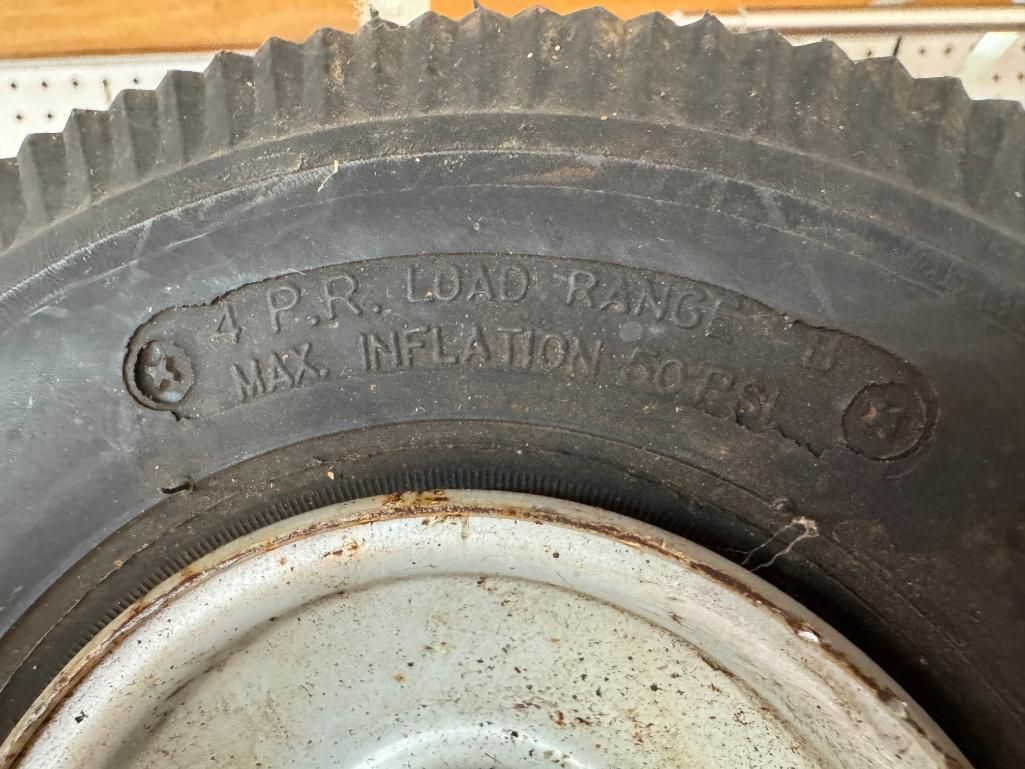 4 P.R. LOAD RANGE - B
MAX. INFLATION 50 PSI